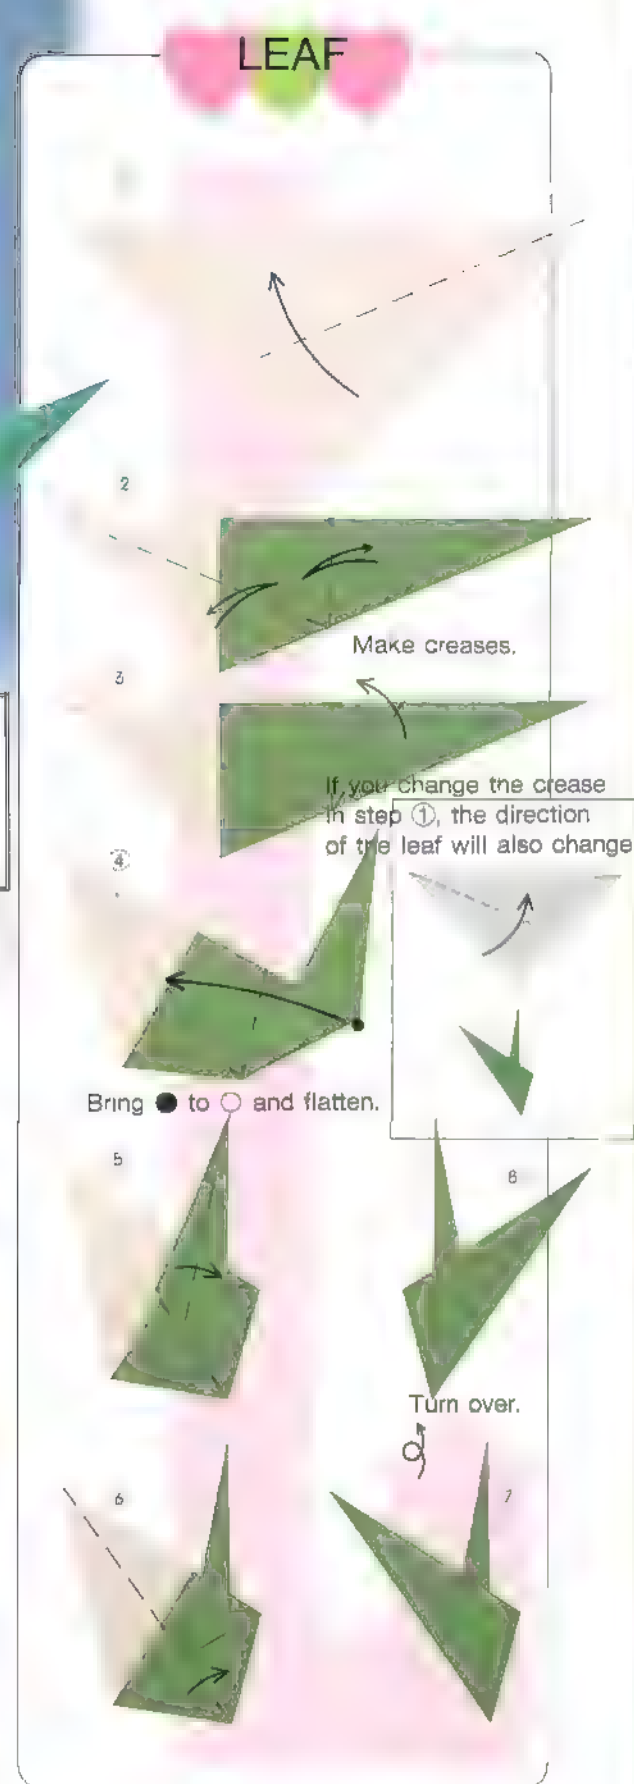 LEAF
2
Make creases.
3
If you change the crease
in step ①, the direction
of the leaf will also change
④
Bring ● to ○ and flatten.
5
8
Turn over.
6
7